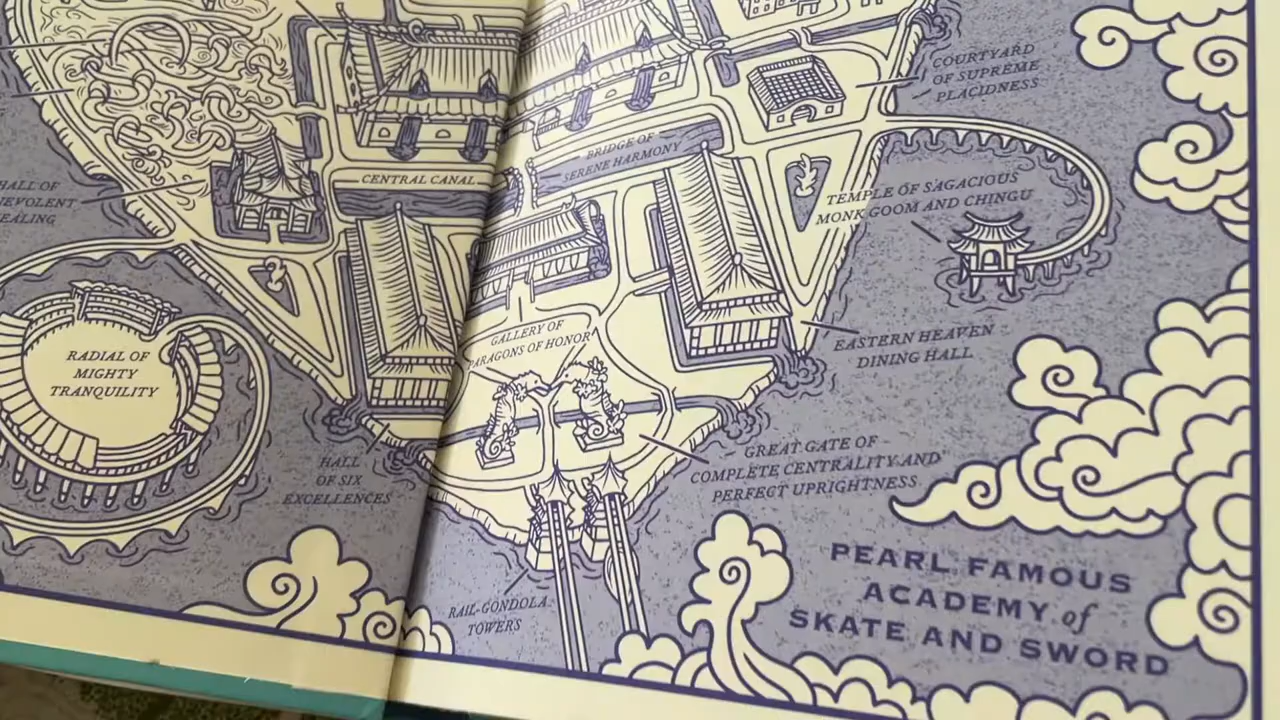 COURTYARD
OF SUPREME
PLACIDNESS
BRIDGE OF
SERENE HARMONY
CENTRAL CANAL
HALL OF
TEMPLE OF SAGACIOUS
MONK GOOM AND CHINGU
RADIAL OF
MIGHTY
TRANQUILITY
GALLERY OF
PARAGONS OF HONOR
EASTERN HEAVEN
DINING HALL
HALL
OF SIX
EXCELLENCES
GREAT GATE OF
COMPLETE CENTRALITY AND
PERFECT UPRIGHTNESS
RAIL-GONDOLA
TOWERS
PEARL FAMOUS
ACADEMY of
SKATE AND SWORD